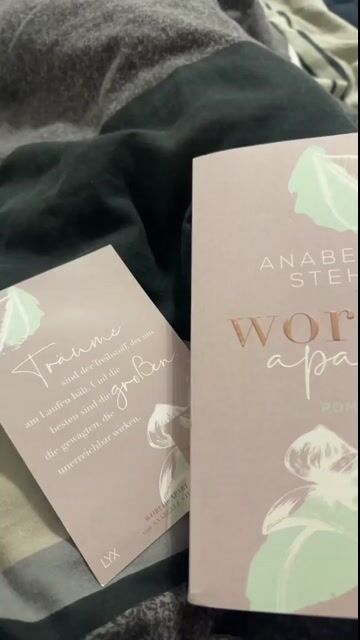 Träume
sind der Treibstoff, der uns
am Laufen hält. Und die
besten sind die großen
die gewagten, die
unerreichbar wirken.
LYX
ANABE
STEH
wor
apa
ROM